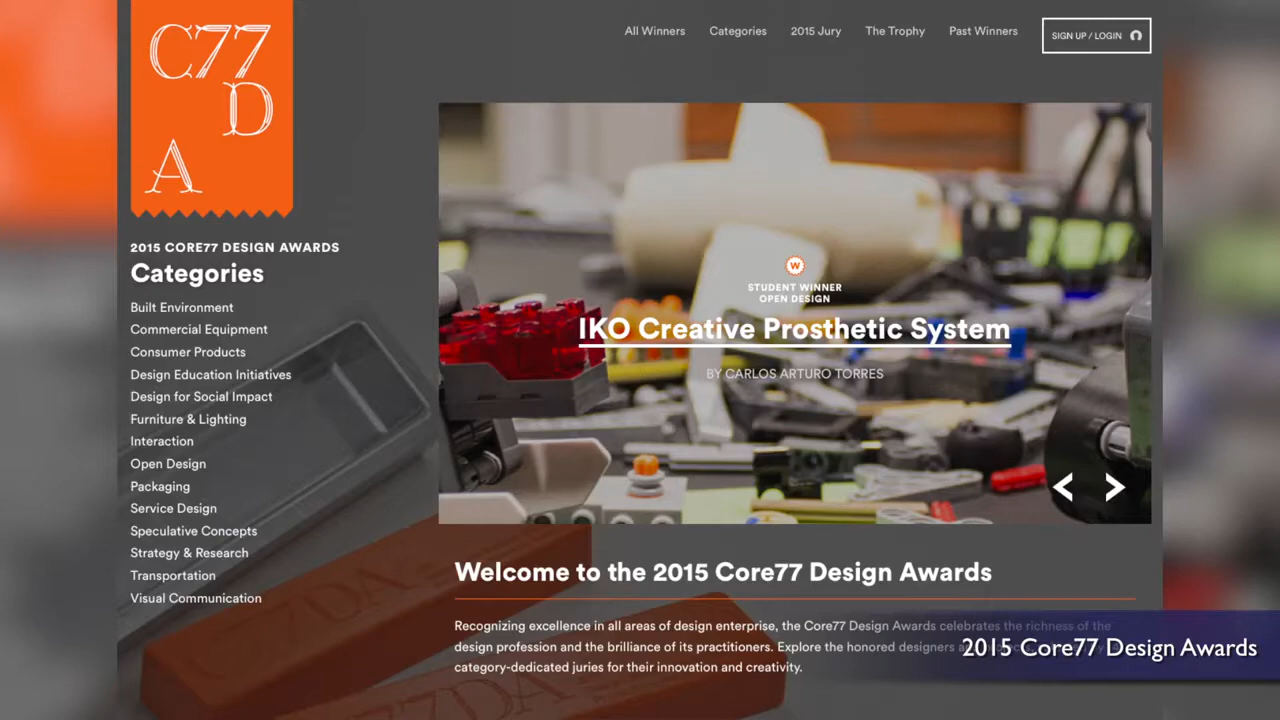 C77
D
A
All Winners
Categories
2015 Jury
The Trophy
Past Winners
SIGN UP / LOGIN
2015 CORE77 DESIGN AWARDS
Categories
Built Environment
Commercial Equipment
Consumer Products
Design Education Initiatives
Design for Social Impact
Furniture & Lighting
Interaction
Open Design
Packaging
Service Design
Speculative Concepts
Strategy & Research
Transportation
Visual Communication
W
STUDENT WINNER
OPEN DESIGN
IKO Creative Prosthetic System
BY CARLOS ARTURO TORRES
Welcome to the 2015 Core77 Design Awards
Recognizing excellence in all areas of design enterprise, the Core77 Design Awards celebrates the richness of the
design profession and the brilliance of its practitioners. Explore the honored designers
category-dedicated juries for their innovation and creativity.
2015 Core77 Design Awards
C77DA